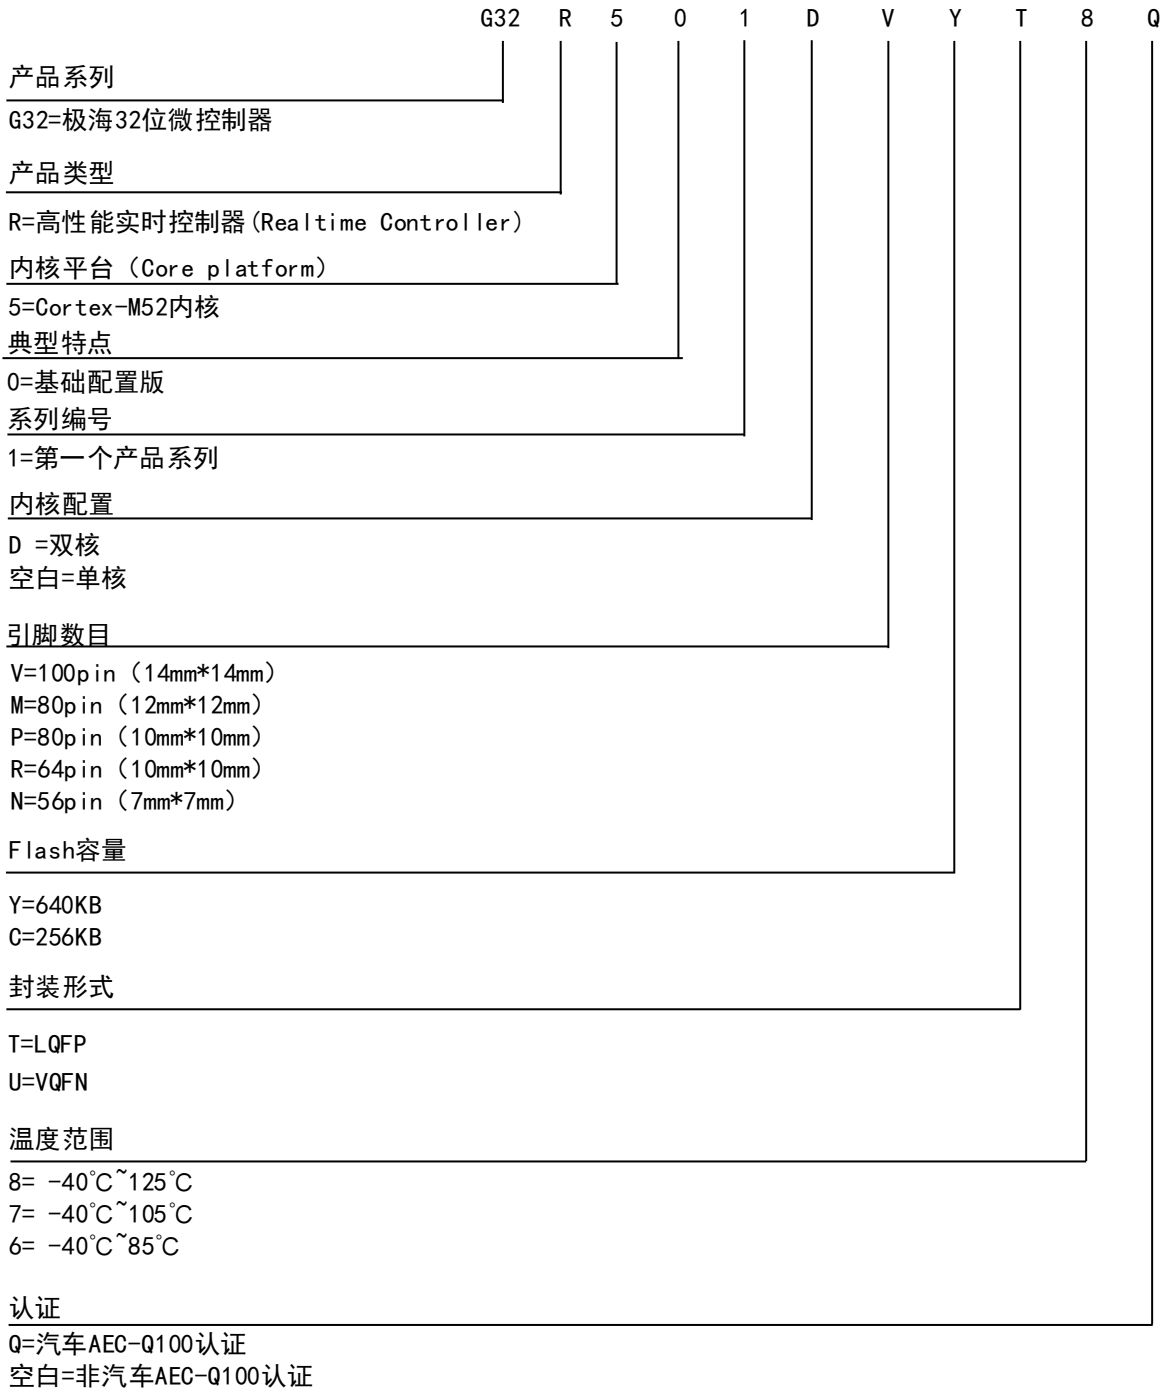 G32 R 5 0 1 D V Y T 8 Q
产品系列
G32=极海32位微控制器
产品类型
R=高性能实时控制器(Realtime Controller)
内核平台（Core platform）
5=Cortex-M52内核
典型特点
0=基础配置版
系列编号
1=第一个产品系列
内核配置
D =双核
空白=单核
引脚数目
V=100pin（14mm*14mm）
M=80pin（12mm*12mm）
P=80pin（10mm*10mm）
R=64pin（10mm*10mm）
N=56pin（7mm*7mm）
Flash容量
Y=640KB
C=256KB
封装形式
T=LQFP
U=VQFN
温度范围
8= -40℃~125℃
7= -40℃~105℃
6= -40℃~85℃
认证
Q=汽车AEC-Q100认证
空白=非汽车AEC-Q100认证